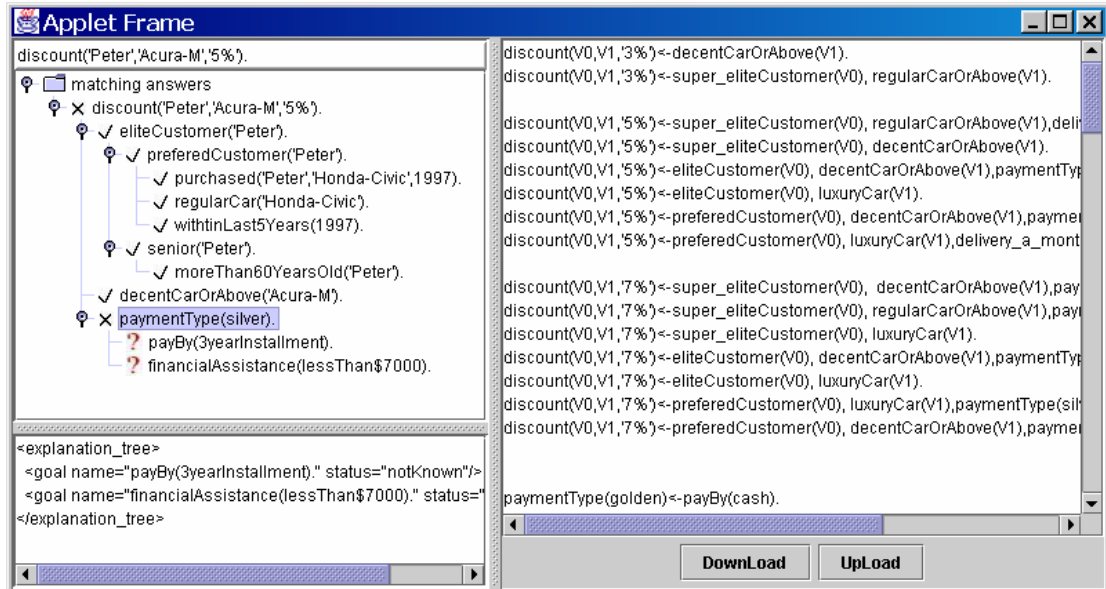 Applet Frame
discount('Peter','Acura-M','5%').
matching answers
discount('Peter','Acura-M','5%').
eliteCustomer('Peter').
preferedCustomer('Peter').
purchased('Peter','Honda-Civic',1997).
regularCar('Honda-Civic').
withtinLast5Years(1997).
senior('Peter').
moreThan60YearsOld('Peter').
decentCarOrAbove('Acura-M').
paymentType(silver).
? payBy(3yearInstallment).
? financialAssistance(lessThan$7000).
<explanation_tree>
<goal name="payBy(3yearInstallment)." status="notKnown"/>
<goal name="financialAssistance(lessThan$7000)." status="
</explanation_tree>
discount(V0,V1,'3%')<-decentCarOrAbove(V1).
discount(V0,V1,'3%')<-super_eliteCustomer(V0), regularCarOrAbove(V1).
discount(V0,V1,'5%')<-super_eliteCustomer(V0), regularCarOrAbove(V1),deli
discount(V0,V1,'5%')<-super_eliteCustomer(V0), decentCarOrAbove(V1).
discount(V0,V1,'5%')<-eliteCustomer(V0), decentCarOrAbove(V1),paymentTyp
discount(V0,V1,'5%')<-eliteCustomer(V0), luxuryCar(V1).
discount(V0,V1,'5%')<-preferedCustomer(V0), decentCarOrAbove(V1),paymer
discount(V0,V1,'5%')<-preferedCustomer(V0), luxuryCar(V1),delivery_a_mont
discount(V0,V1,'7%')<-super_eliteCustomer(V0), decentCarOrAbove(V1),pay
discount(V0,V1,'7%')<-super_eliteCustomer(V0), regularCarOrAbove(V1),payr
discount(V0,V1,'7%')<-super_eliteCustomer(V0), luxuryCar(V1).
discount(V0,V1,'7%')<-eliteCustomer(V0), decentCarOrAbove(V1),paymentTyp
discount(V0,V1,'7%')<-eliteCustomer(V0), luxuryCar(V1).
discount(V0,V1,'7%')<-preferedCustomer(V0), luxuryCar(V1),paymentType(sil
discount(V0,V1,'7%')<-preferedCustomer(V0), decentCarOrAbove(V1),paymer
paymentType(golden)<-payBy(cash).
DownLoad
UpLoad